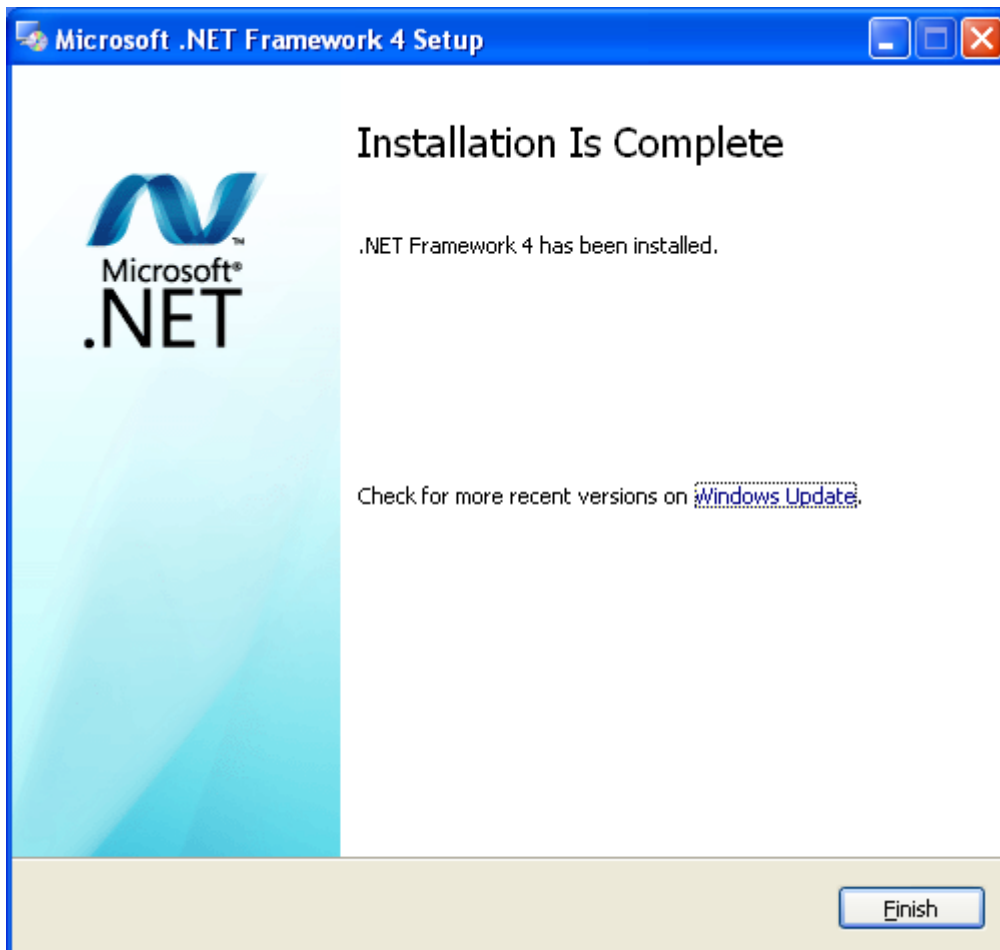 Microsoft .NET Framework 4 Setup
Installation Is Complete
Microsoft®
.NET™
.NET Framework 4 has been installed.
Check for more recent versions on Windows Update.
Finish